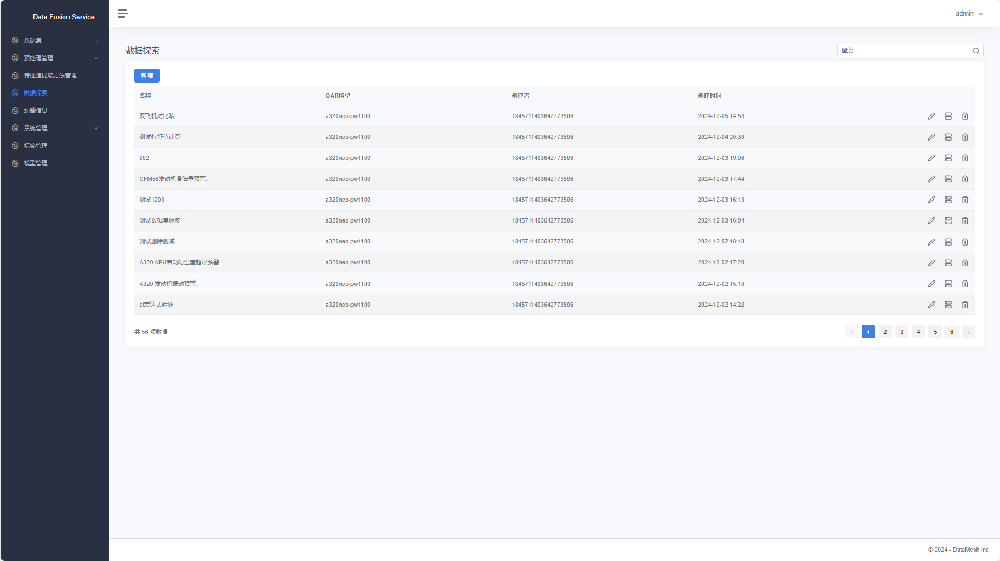 Data Fusion Service
admin
数据集
预处理管理
特征值提取方法管理
数据探索
预警信息
系统管理
标签管理
模型管理
数据探索
搜索
新增
名称 QAR构型 创建者 创建时间
双飞机对比哦 a320neo-pw1100 1845711403642773506 2024-12-05 14:53
测试特征值计算 a320neo-pw1100 1845711403642773506 2024-12-04 20:30
002 a320neo-pw1100 1845711403642773506 2024-12-03 19:06
CFM56发动机滑油量预警. a320neo-pw1100 1845711403642773506 2024-12-03 17:44
测试1203 a320neo-pw1100 1845711403642773506 2024-12-03 16:13
测试数据集标签 a320neo-pw1100 1845711403642773506 2024-12-03 16:04
测试删除删减 a320neo-pw1100 1845711403642773506 2024-12-02 18:18
A320 APU启动时温度超限预警. a320neo-pw1100 1845711403642773506 2024-12-02 17:28
A320 发动机振动预警. a320neo-pw1100 1845711403642773506 2024-12-02 15:10
el表达式验证 a320neo-pw1100 1845711403642773506 2024-12-02 14:22
共 56 项数据
1 2 3 4 5 6
© 2024 - DataMesh Inc.